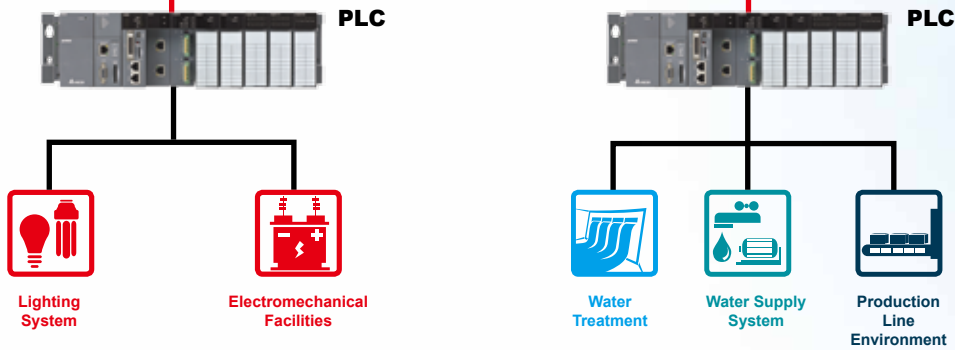 PLC
PLC
Lighting
System
Electromechanical
Facilities
Water
Treatment
Water Supply
System
Production
Line
Environment